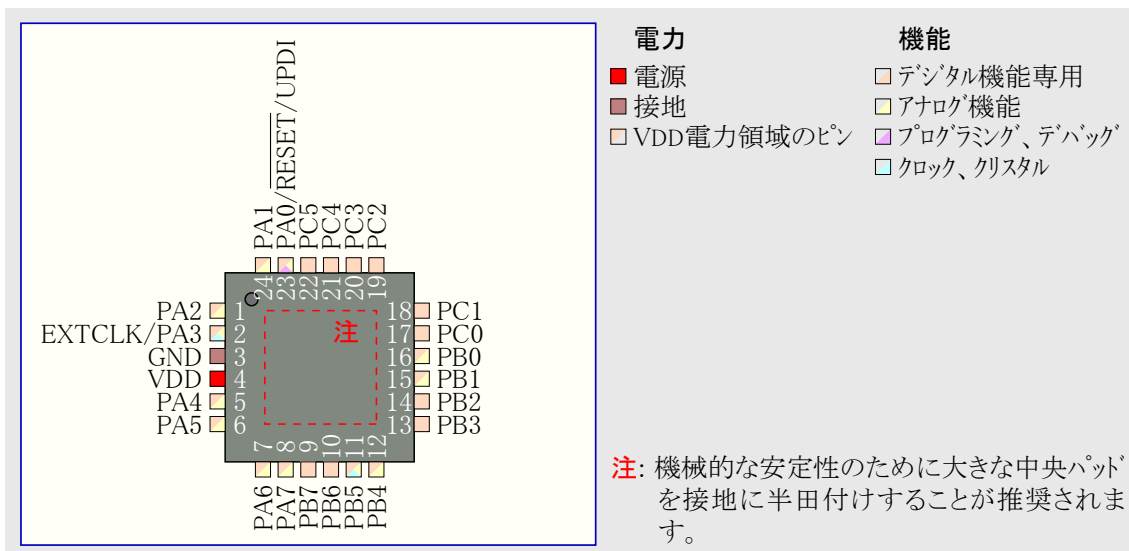 PA1
PA0/RESET/UPDI
PC5
PC4
PC3
PC2
24
23
22
21
20
19
PA2 1
EXTCLK/PA3 2
GND 3
VDD 4
PA4 5
PA5 6
注
18 PC1
17 PC0
16 PB0
15 PB1
14 PB2
13 PB3
7
8
9
10
11
12
PA6
PA7
PB7
PB6
PB5
PB4
電力
電源
接地
VDD電力領域のﾋﾟﾝ
機能
ﾃﾞｼﾞﾀﾙ機能専用
ｱﾅﾛｸﾞ機能
ﾌﾟﾛｸﾞﾗﾐﾝｸﾞ、ﾃﾞﾊﾞｯｸﾞ
ｸﾛｯｸ、ｸﾘｽﾀﾙ
注: 機械的な安定性のために大きな中央ﾊﾟｯﾄﾞ
を接地に半田付けすることが推奨されま
す。